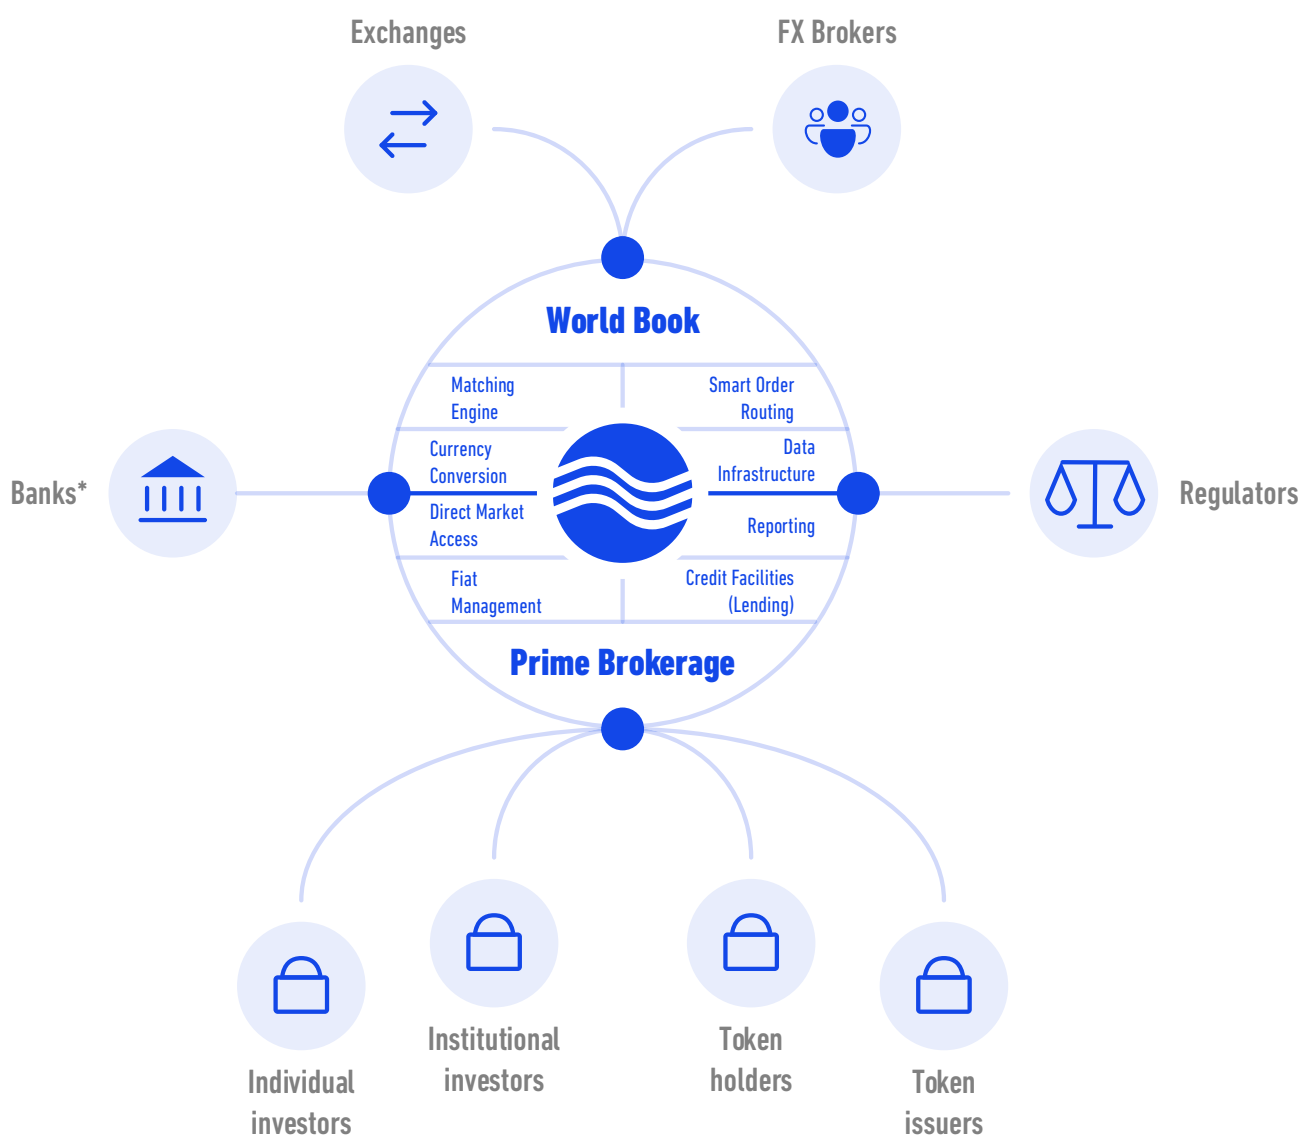 Exchanges
FX Brokers
World Book
Matching
Engine
Smart Order
Routing
Currency
Conversion
Data
Infrastructure
Banks*
Regulators
Direct Market
Access
Reporting
Fiat
Management
Credit Facilities
(Lending)
Prime Brokerage
Individual
investors
Institutional
investors
Token
holders
Token
issuers